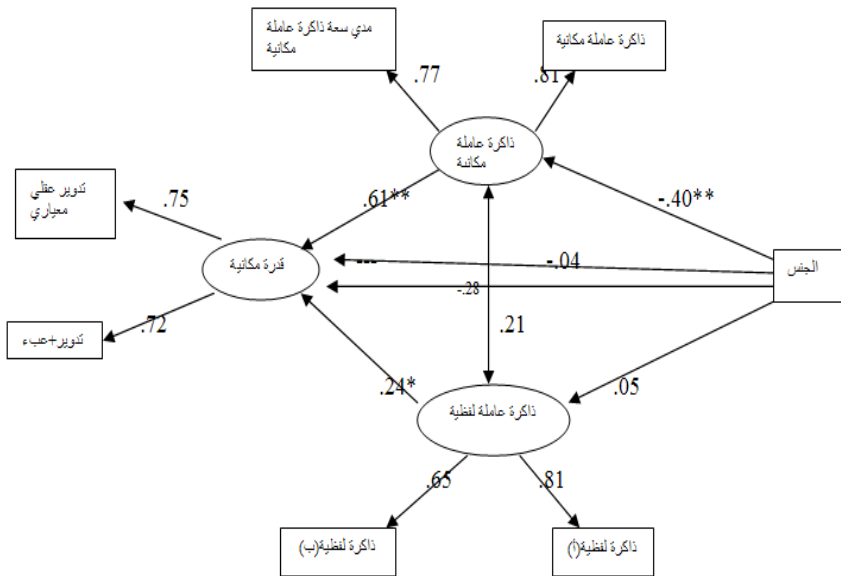 مدي سعة ذاكرة عاملة
مكانية
ذاكرة عاملة مكانية
.77
.81
ذاكرة عاملة
مكانية
تدوير عقلي
معياري
.75
.61**
-.40**
قدرة مكانية
---
-.04
الجنس
-.28
تدوير+عبء
.72
.21
.24*
.05
ذاكرة عاملة لفظية
.65
.81
ذاكرة لفظية(ب)
ذاكرة لفظية(أ)